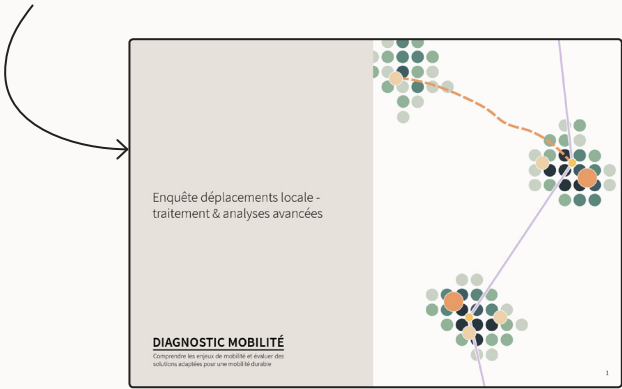 Enquête déplacements locale -
traitement & analyses avancées
DIAGNOSTIC MOBILITÉ
Comprendre les enjeux de mobilité et évaluer des
solutions adaptées pour une mobilité durable
1